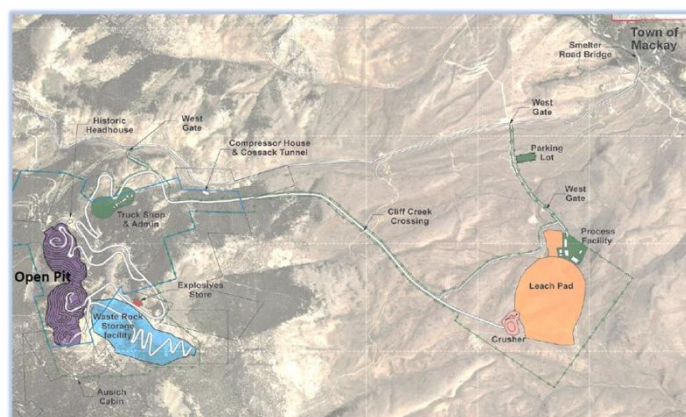 Town of
Mackay
Smelter
Road Bridge
Historic
Headhouse
West
Gate
Compressor House
& Cossack Tunnel
West
Gate
Parking
Lot
Truck Shop
& Admin
Cliff Creek
Crossing
West
Gate
Process
Facility
Open Pit
Explosives
Store
Leach Pad
Waste Rock
Storage
facility
Crusher
Ausich
Cabin